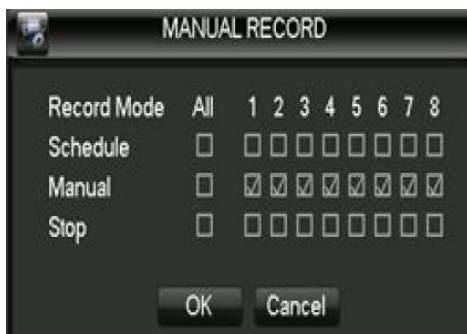 MANUAL RECORD
Record Mode All 1 2 3 4 5 6 7 8
Schedule
Manual
Stop
OK Cancel